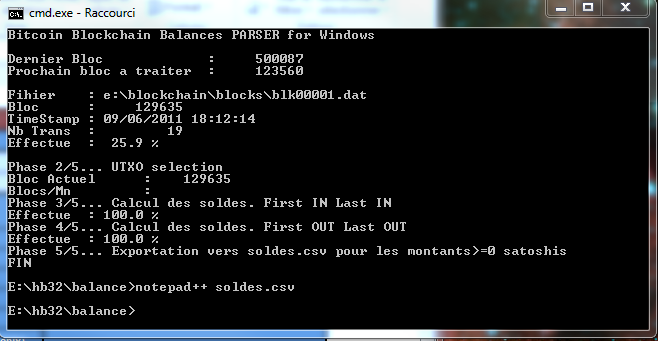 cmd.exe - Raccourci
Bitcoin Blockchain Balances PARSER for Windows
Dernier Bloc : 500087
Prochain bloc a traiter : 123560
Fihier : e:\blockchain\blocks\blk00001.dat
Bloc : 129635
TimeStamp : 09/06/2011 18:12:14
Nb Trans : 19
Effectue : 25.9 %
Phase 2/5... UTXO selection
Bloc Actuel : 129635
Blocs/Mn :
Phase 3/5... Calcul des soldes. First IN Last IN
Effectue : 100.0 %
Phase 4/5... Calcul des soldes. First OUT Last OUT
Effectue : 100.0 %
Phase 5/5... Exportation vers soldes.csv pour les montants>=0 satoshis
FIN
E:\hb32\balance>notepad++ soldes.csv
E:\hb32\balance>